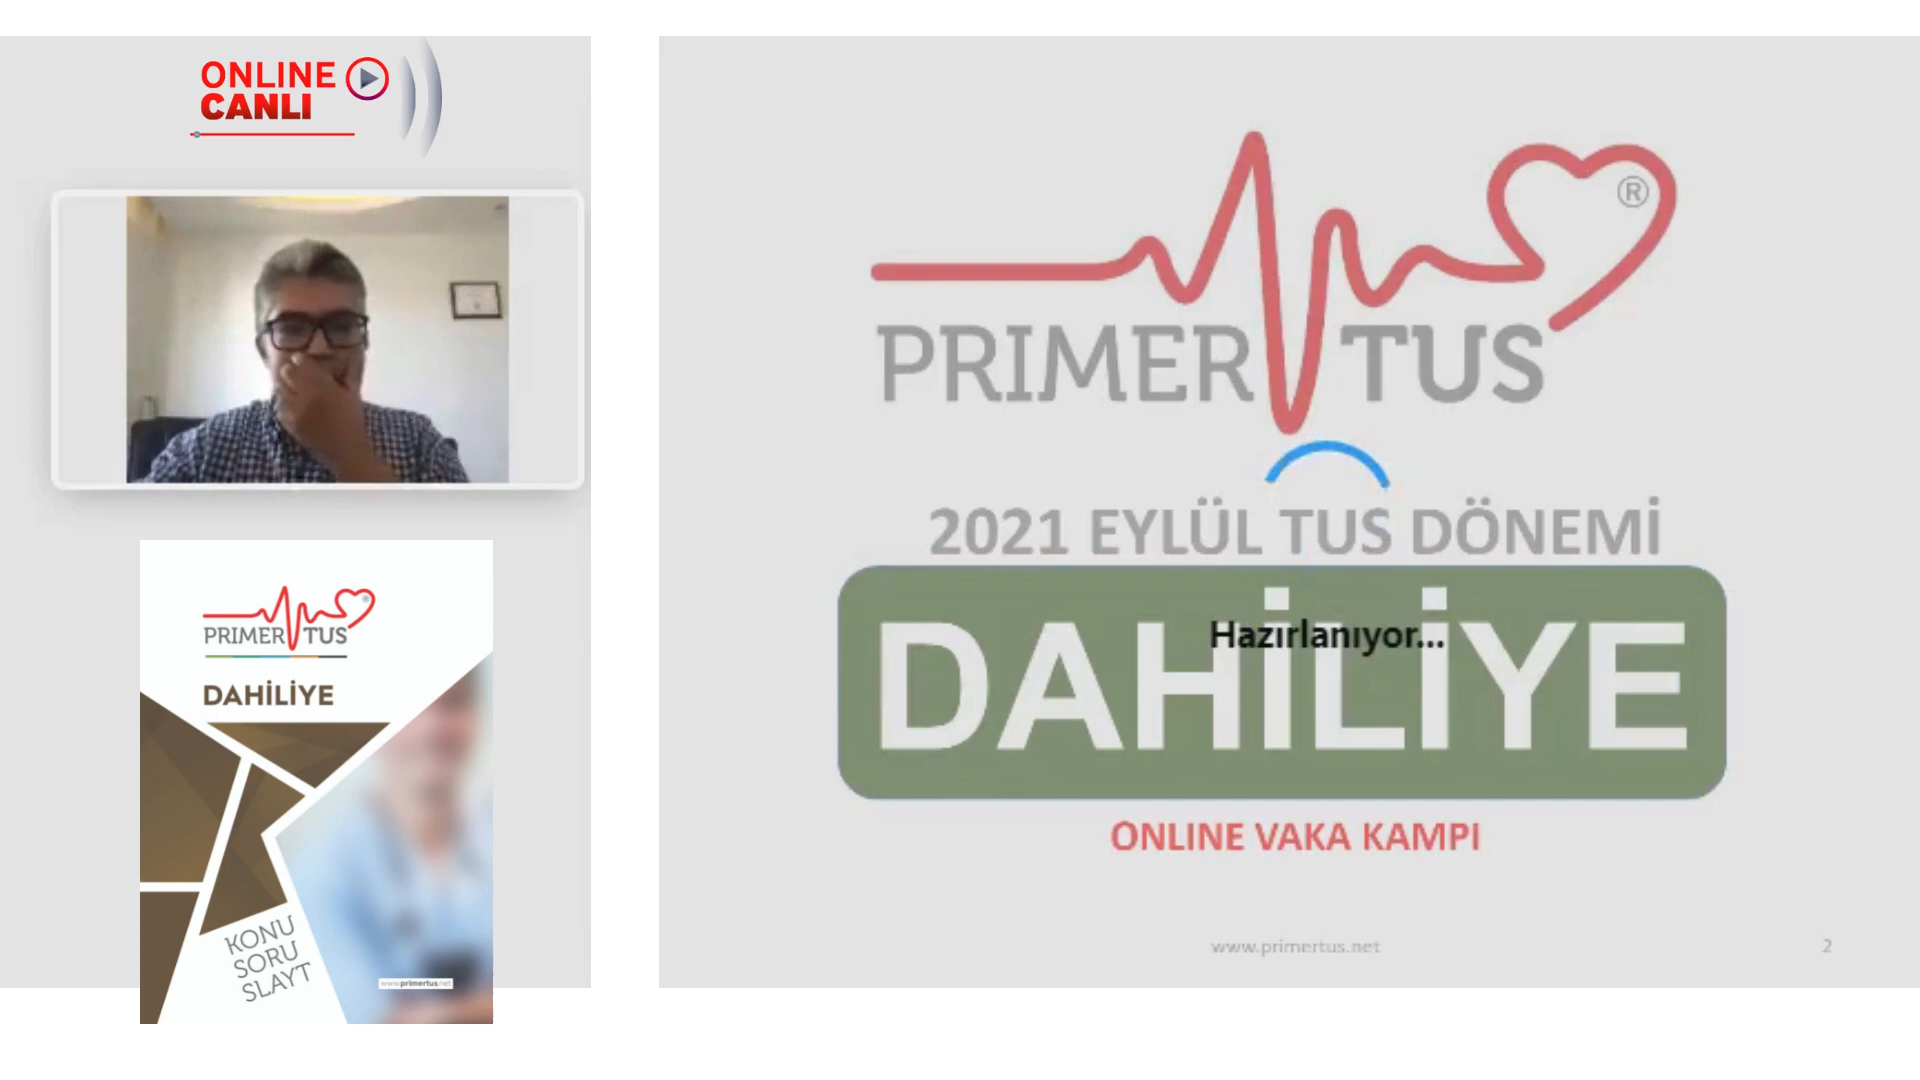 ONLINE
CANLI
PRIMER TUS
DAHİLİYE
KONU
SORU
SLAYT
www.primertus.net
®
PRIMER TUS
2021 EYLÜL TUS DÖNEMİ
DAHİLİYE
Hazırlanıyor...
ONLINE VAKA KAMPI
www.primertus.net
2